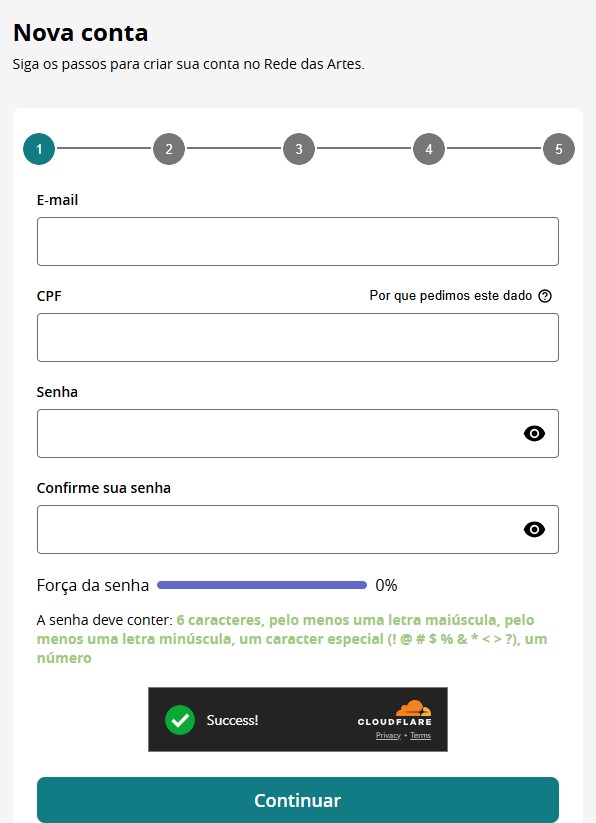 Nova conta
Siga os passos para criar sua conta no Rede das Artes.
1 2 3 4 5
E-mail
CPF Por que pedimos este dado ?
Senha
Confirme sua senha
Força da senha 0%
A senha deve conter: 6 caracteres, pelo menos uma letra maiúscula, pelo
menos uma letra minúscula, um caracter especial (! @ # $ % & * < > ?), um
número
Success! CLOUDFLARE
Privacy • Terms
Continuar